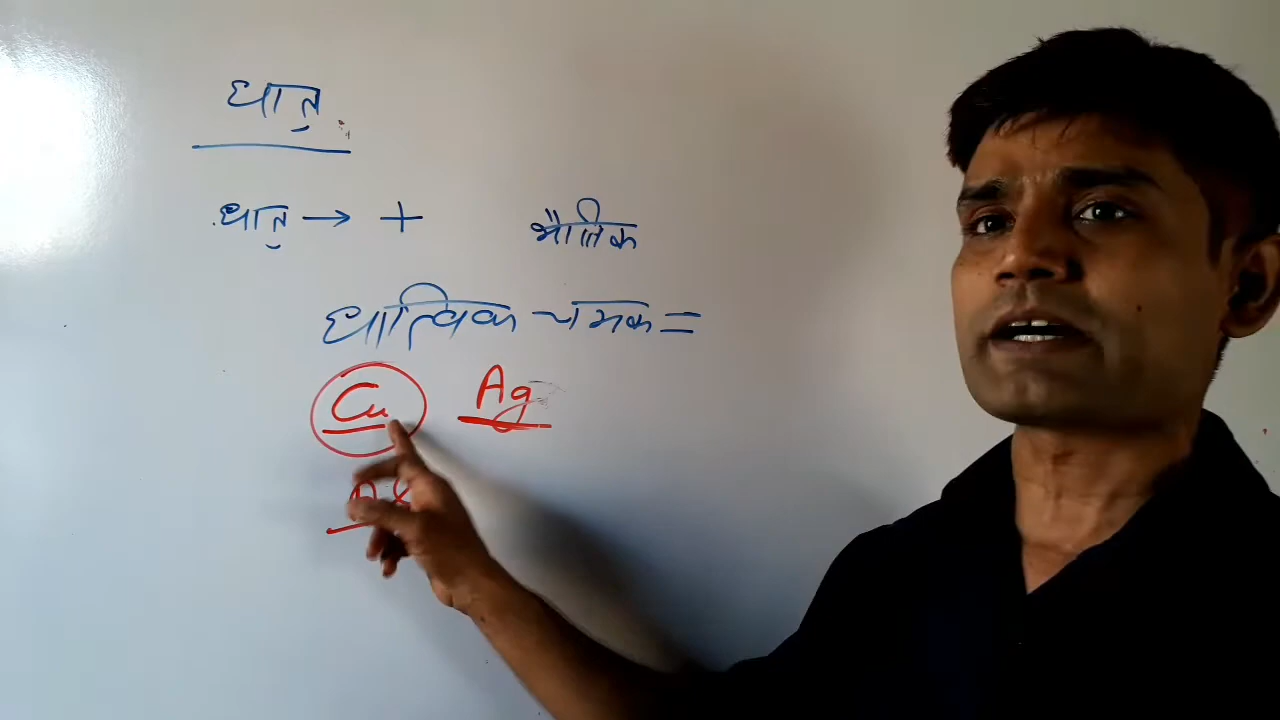 धातु
धातु → + भौतिक
धात्विक चमक =
Cu Ag